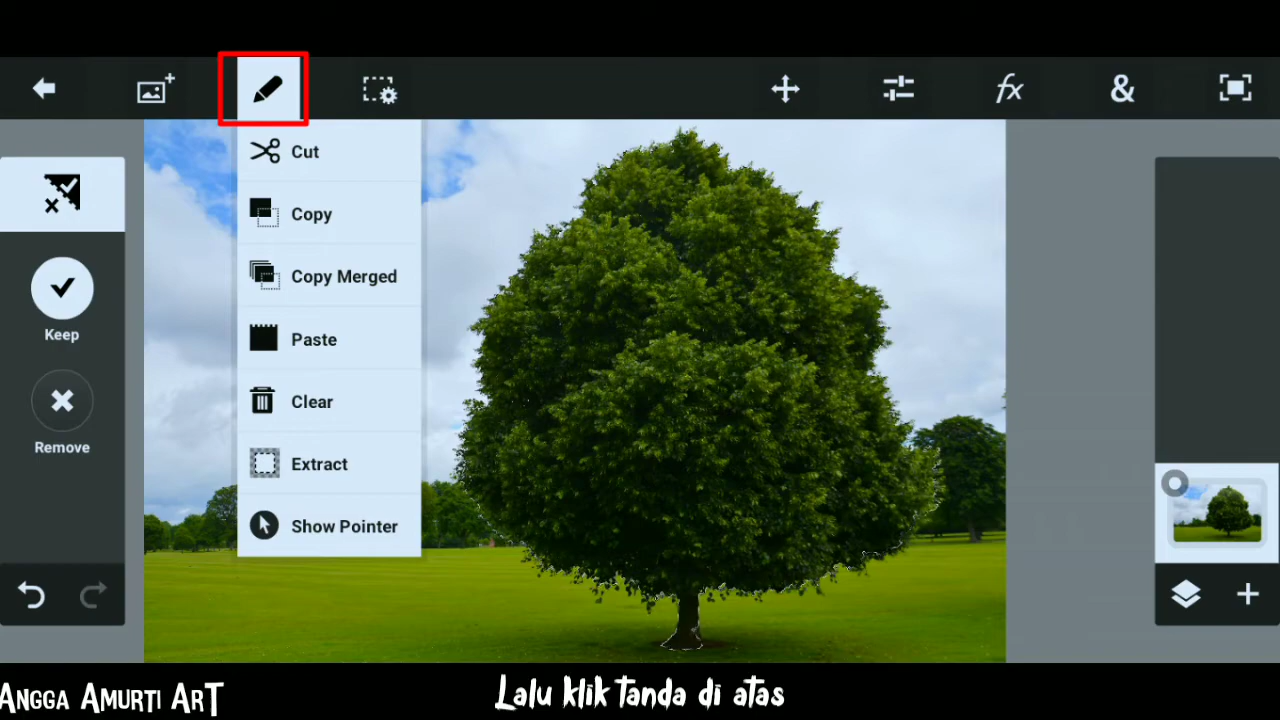 fx
&
Cut
Copy
Copy Merged
Paste
Clear
Extract
Show Pointer
Keep
Remove
Lalu klik tanda di atas
Angga Amurti Art